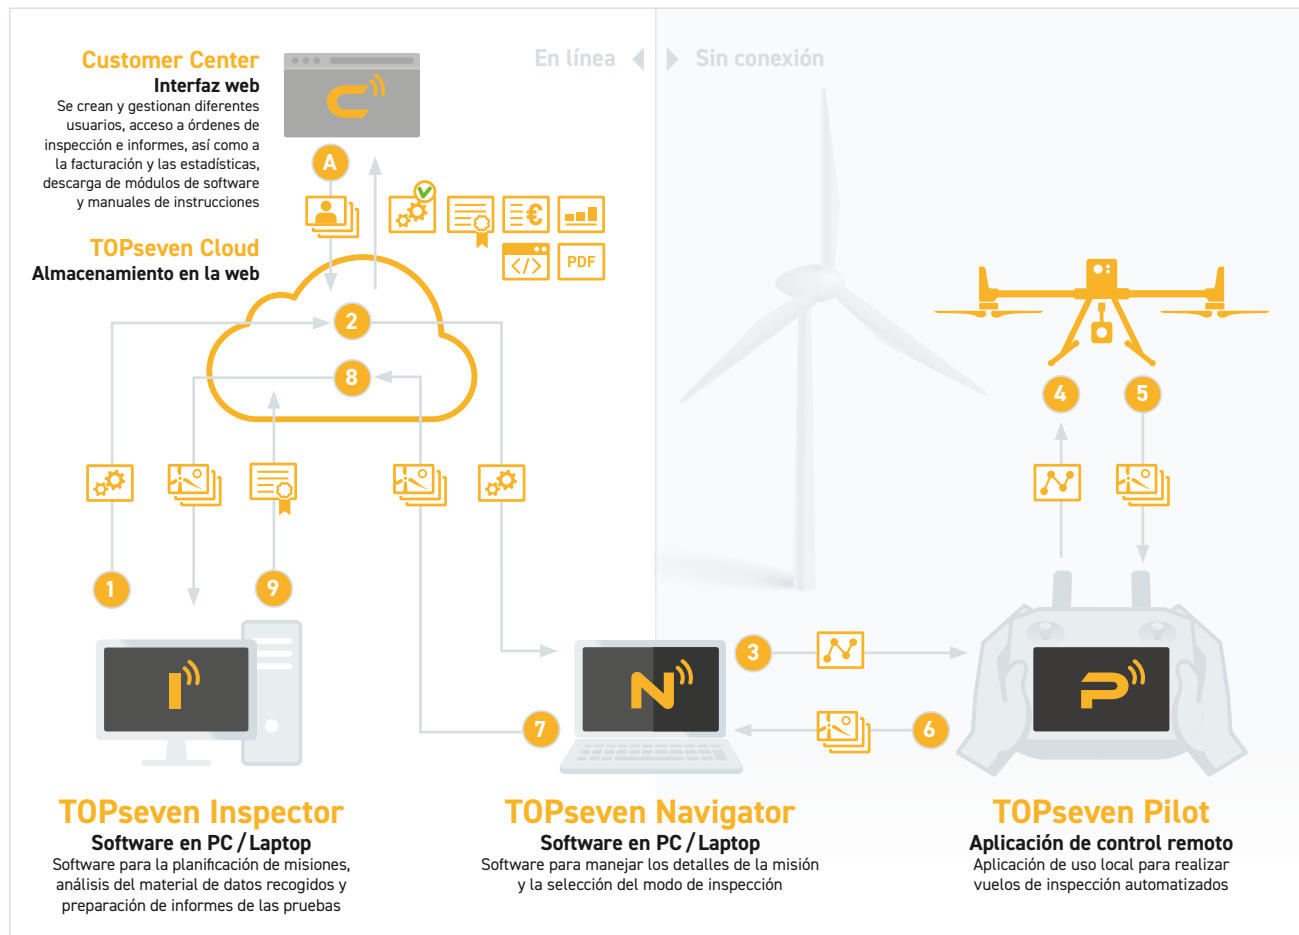 Customer Center
Interfaz web
Se crean y gestionan diferentes
usuarios, acceso a órdenes de
inspección e informes, así como a
la facturación y las estadísticas,
descarga de módulos de software
y manuales de instrucciones
TOPseven Cloud
Almacenamiento en la web
En línea
Sin conexión
C
A
€
</>
PDF
2
8
4
5
1
9
3
7
6
I
N
P
TOPseven Inspector
Software en PC / Laptop
Software para la planificación de misiones,
análisis del material de datos recogidos y
preparación de informes de las pruebas
TOPseven Navigator
Software en PC / Laptop
Software para manejar los detalles de la misión
y la selección del modo de inspección
TOPseven Pilot
Aplicación de control remoto
Aplicación de uso local para realizar
vuelos de inspección automatizados